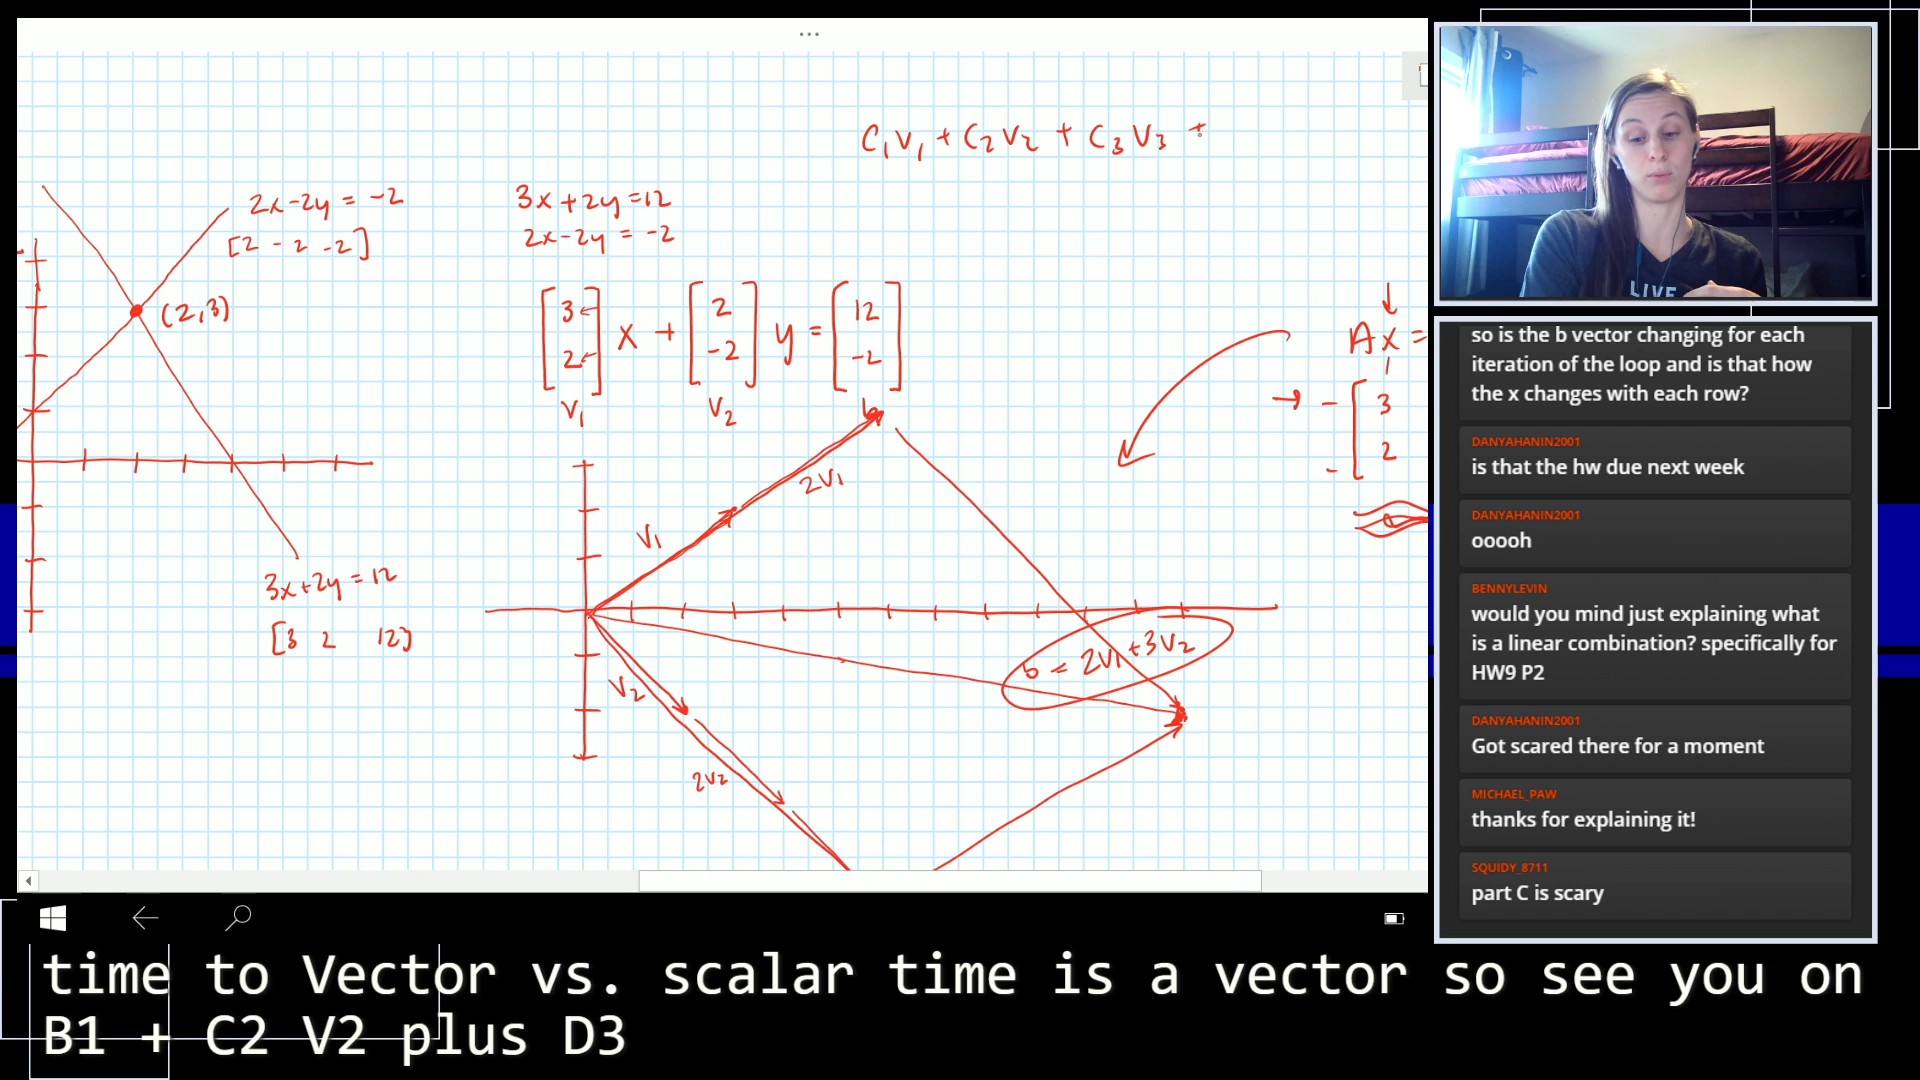 ...
C₁V₁ + C₂V₂ + C₃V₃ +
2x-2y = -2
[2 -2 -2]
(2,3)
3x+2y=12
2x-2y = -2
[3 2] x + [2 -2] y = [12 -2]
V₁ V₂ b
2V₁
V₁
V₂
2V₂
b = 2V₁+3V₂
3x+2y=12
[3 2 12]
Ax=
3
2
LIVE
so is the b vector changing for each
iteration of the loop and is that how
the x changes with each row?
DANYAHANIN2001
is that the hw due next week
DANYAHANIN2001
ooooh
BENNYLEVIN
would you mind just explaining what
is a linear combination? specifically for
HW9 P2
DANYAHANIN2001
Got scared there for a moment
MICHAEL_PAW
thanks for explaining it!
SQUIDY_8711
part C is scary
time to Vector vs. scalar time is a vector so see you on
B1 + C2 V2 plus D3